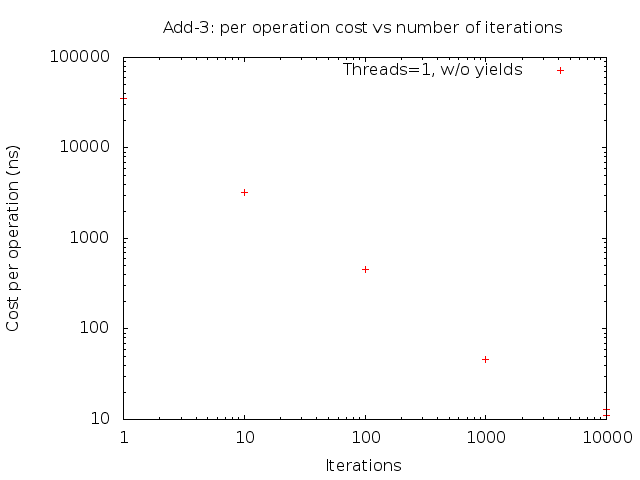 Add-3: per operation cost vs number of iterations
Threads=1, w/o yields
Cost per operation (ns)
100000
10000
1000
100
10
1 10 100 1000 10000
Iterations